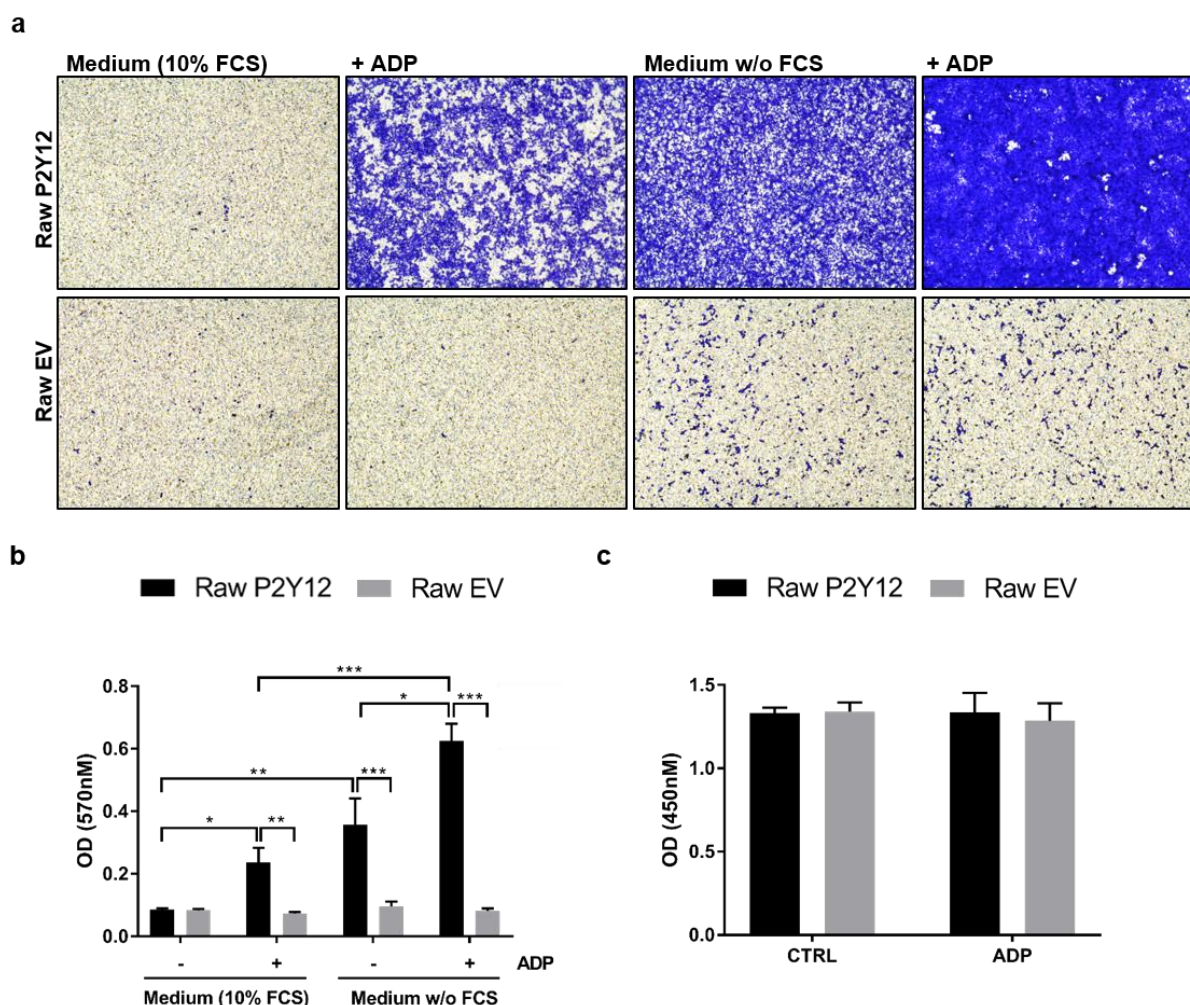 a
Medium (10% FCS)   + ADP   Medium w/o FCS   + ADP
Raw P2Y12
Raw EV
b
Raw P2Y12   Raw EV
0.8
0.6
0.4
0.2
0.0
OD (570nM)
***
*   ***
**   ***
*   **
-   +   -   +   ADP
Medium (10% FCS)   Medium w/o FCS
c
Raw P2Y12   Raw EV
1.5
1.0
0.5
0.0
OD (450nM)
CTRL   ADP